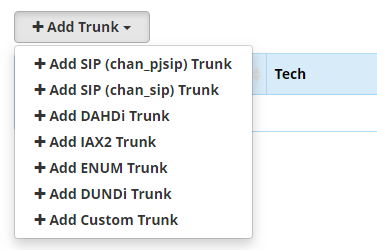 Add Trunk
Tech
Add SIP (chan_pjsip) Trunk
Add SIP (chan_sip) Trunk
Add DAHDi Trunk
Add IAX2 Trunk
Add ENUM Trunk
Add DUNDi Trunk
Add Custom Trunk